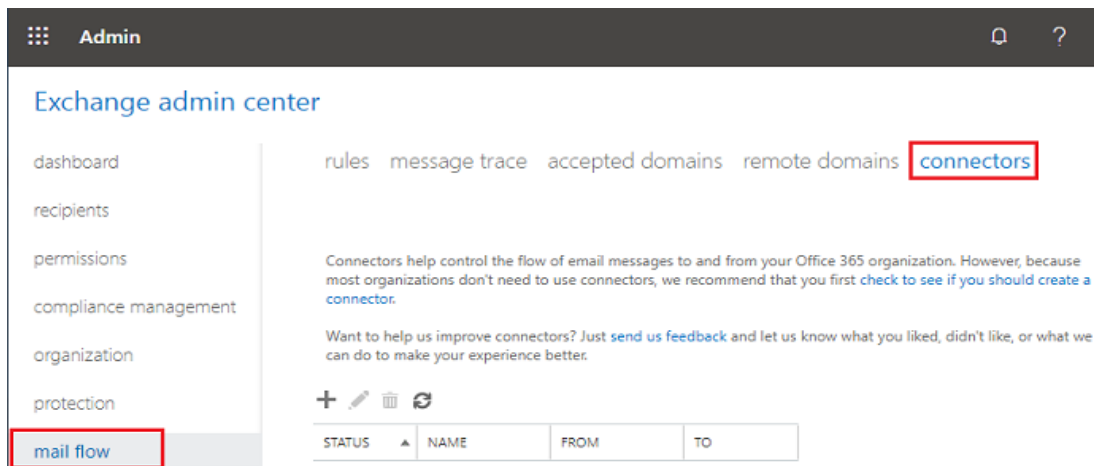 Admin
?
Exchange admin center
dashboard
recipients
permissions
compliance management
organization
protection
mail flow
rules message trace accepted domains remote domains connectors
Connectors help control the flow of email messages to and from your Office 365 organization. However, because
most organizations don't need to use connectors, we recommend that you first check to see if you should create a
connector.
Want to help us improve connectors? Just send us feedback and let us know what you liked, didn't like, or what we
can do to make your experience better.
STATUS NAME FROM TO